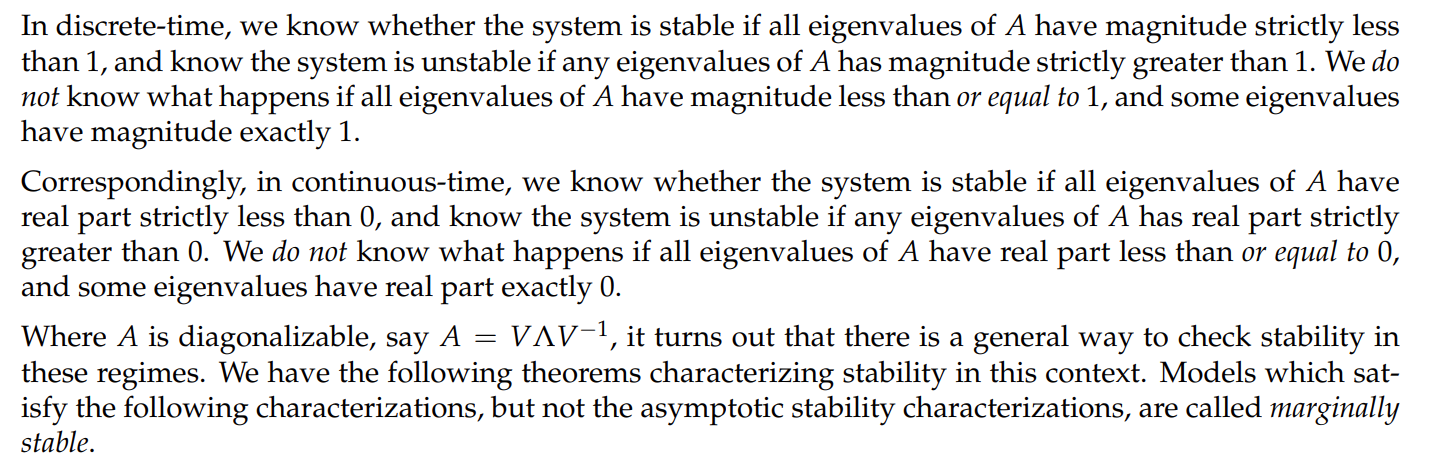 In discrete-time, we know whether the system is stable if all eigenvalues of A have magnitude strictly less
than 1, and know the system is unstable if any eigenvalues of A has magnitude strictly greater than 1. We do
not know what happens if all eigenvalues of A have magnitude less than or equal to 1, and some eigenvalues
have magnitude exactly 1.
Correspondingly, in continuous-time, we know whether the system is stable if all eigenvalues of A have
real part strictly less than 0, and know the system is unstable if any eigenvalues of A has real part strictly
greater than 0. We do not know what happens if all eigenvalues of A have real part less than or equal to 0,
and some eigenvalues have real part exactly 0.
Where A is diagonalizable, say A = VΛV⁻¹, it turns out that there is a general way to check stability in
these regimes. We have the following theorems characterizing stability in this context. Models which sat-
isfy the following characterizations, but not the asymptotic stability characterizations, are called marginally
stable.